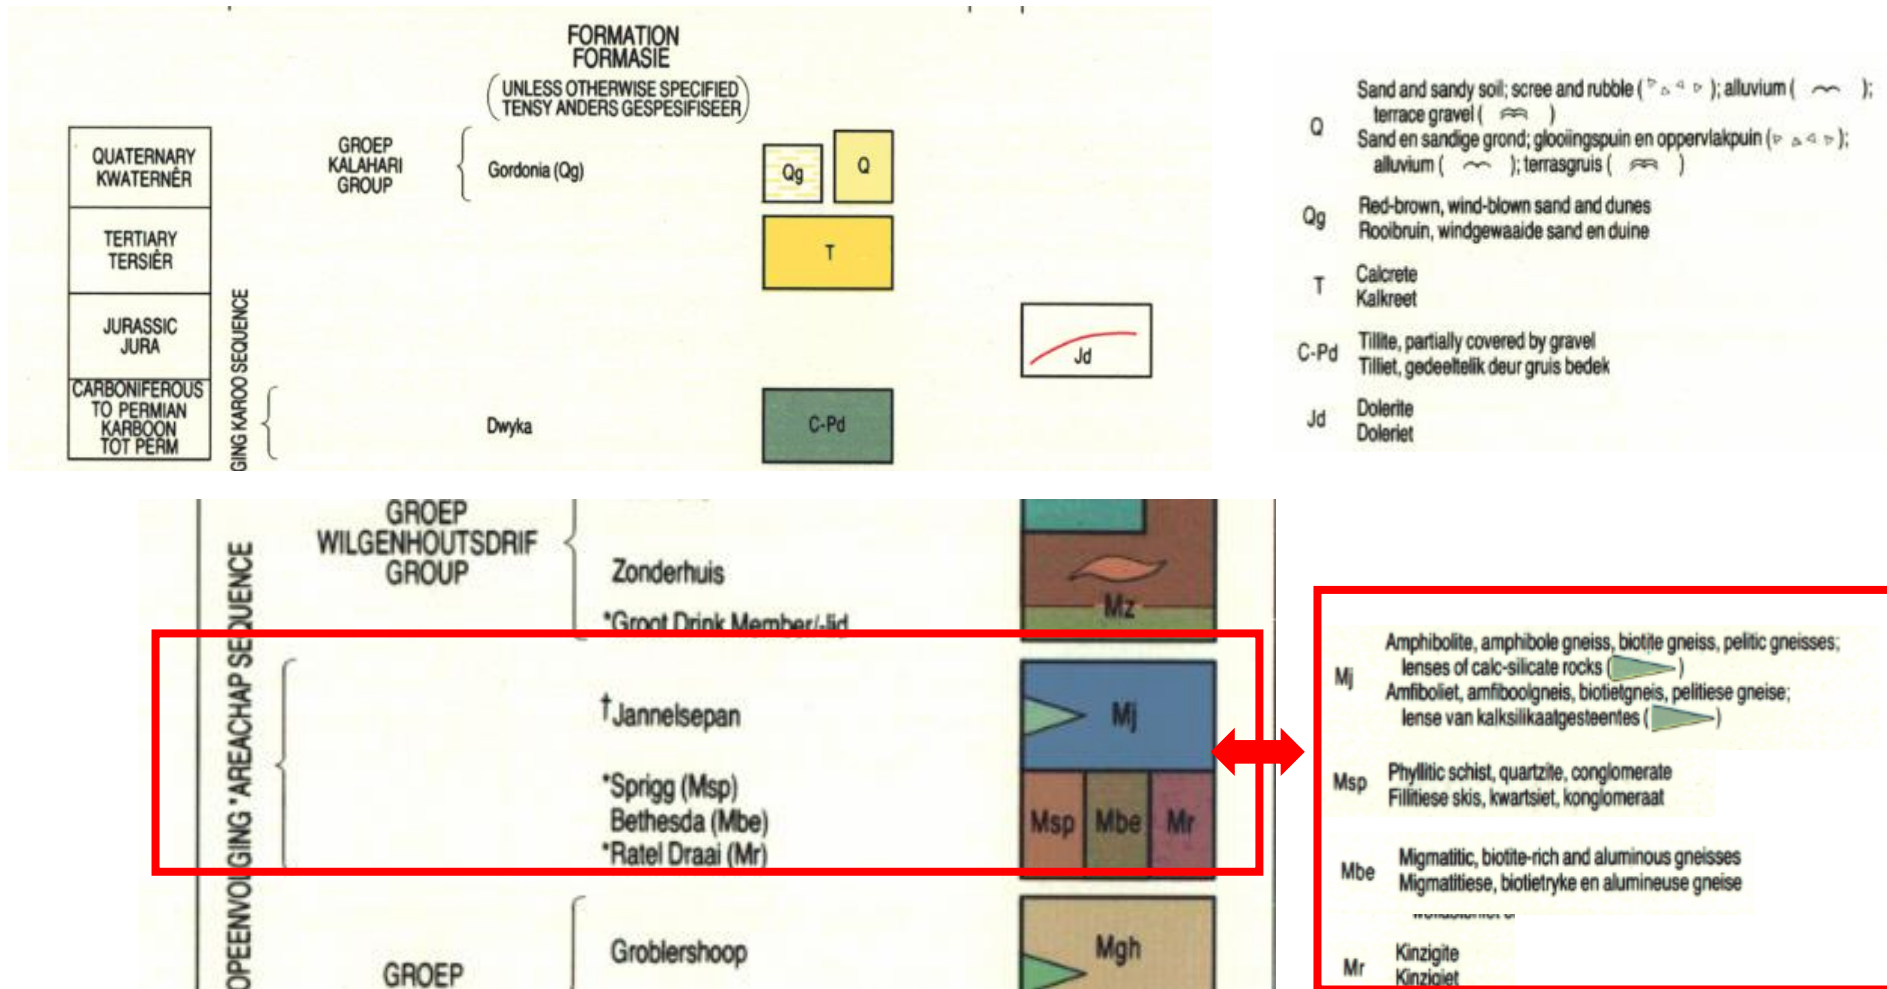 FORMATION
FORMASIE
(UNLESS OTHERWISE SPECIFIED
TENSY ANDERS GESPESIFISEER)
QUATERNARY
KWATERNÊR
GROEP
KALAHARI
GROUP
Gordonia (Qg)
Qg
Q
TERTIARY
TERSIÊR
T
JURASSIC
JURA
Jd
CARBONIFEROUS
TO PERMIAN
KARBOON
TOT PERM
GING KAROO SEQUENCE
Dwyka
C-Pd
Q
Sand and sandy soil; scree and rubble ( ); alluvium ( );
terrace gravel ( )
Sand en sandige grond; glooiingspuin en oppervlakpuin ( );
alluvium ( ); terrasgruis ( )
Qg
Red-brown, wind-blown sand and dunes
Rooibruin, windgewaaide sand en duine
T
Calcrete
Kalkreet
C-Pd
Tillite, partially covered by gravel
Tilliet, gedeeltelik deur gruis bedek
Jd
Dolerite
Doleriet
OPEENVOLGING *AREACHAP SEQUENCE
GROEP
WILGENHOUTSDRIF
GROUP
Zonderhuis
*Groot Drink Member/-lid
Mz
†Jannelsepan
Mj
*Sprigg (Msp)
Bethesda (Mbe)
*Ratel Draai (Mr)
Msp
Mbe
Mr
Groblershoop
GROEP
Mgh
Mj
Amphibolite, amphibole gneiss, biotite gneiss, pelitic gneisses;
lenses of calc-silicate rocks ( )
Amfiboliet, amfiboolgneis, biotietgneis, pelitiese gneise;
lense van kalksilikaatgesteentes ( )
Msp
Phyllitic schist, quartzite, conglomerate
Fillitiese skis, kwartsiet, konglomeraat
Mbe
Migmatitic, biotite-rich and aluminous gneisses
Migmatitiese, biotietryke en alumineuse gneise
Mr
Kinzigite
Kinzigiet